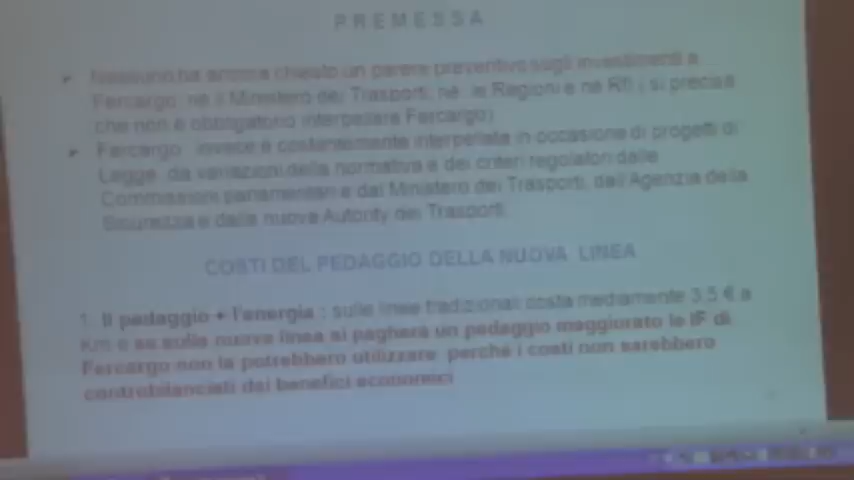 PREMESSA
Nessuno ha ancora chiesto un parere preventivo sugli investimenti a
Fercargo, né il Ministero dei Trasporti, né le Regioni e né Rfi ( si precisa
che non è obbligatorio interpellare Fercargo)
Fercargo invece è costantemente interpellata in occasione di progetti di
Legge, da variazioni della normativa e dei criteri regolatori dalle
Commissioni parlamentari e dal Ministero dei Trasporti, dall'Agenzia della
Sicurezza e dalla nuova Autority dei Trasporti.
COSTI DEL PEDAGGIO DELLA NUOVA LINEA
1. Il pedaggio + l'energia : sulle linee tradizionali costa mediamente 3,5 € a
Km e se sulla nuova linea si pagherà un pedaggio maggiorato le IF di
Fercargo non la potrebbero utilizzare perché i costi non sarebbero
controbilanciati dei benefici economici